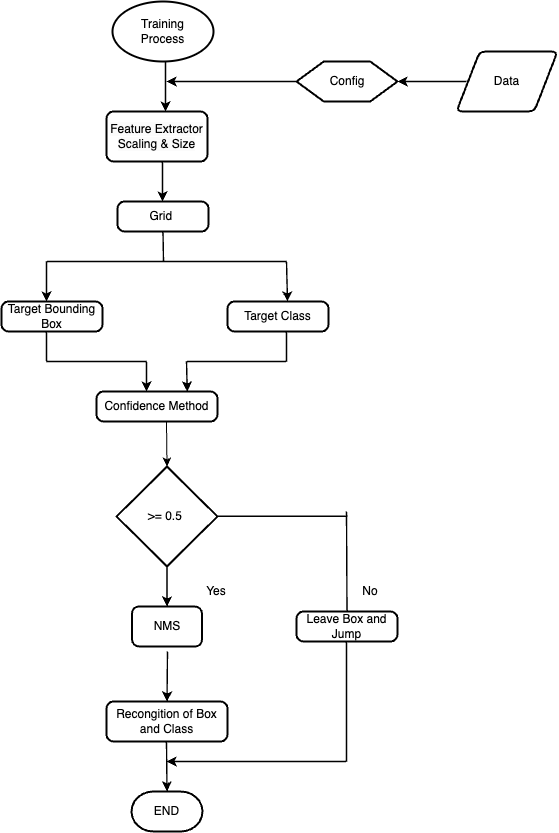 Training
Process
Config
Data
Feature Extractor
Scaling & Size
Grid
Target Bounding
Box
Target Class
Confidence Method
>= 0.5
Yes
No
NMS
Leave Box and
Jump
Recongition of Box
and Class
END